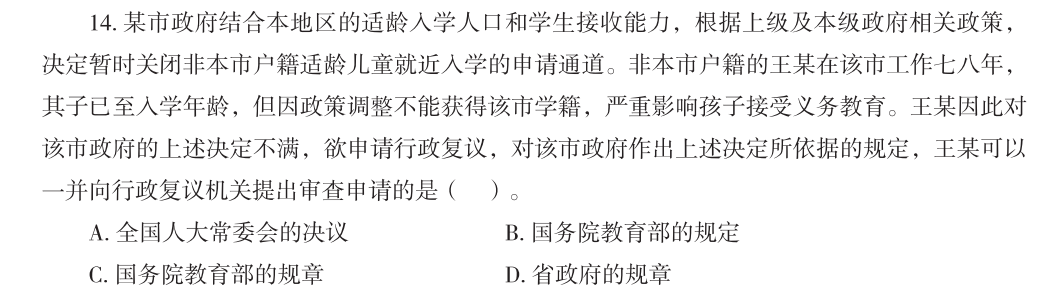 14. 某市政府结合本地区的适龄入学人口和学生接收能力，根据上级及本级政府相关政策，
决定暂时关闭非本市户籍适龄儿童就近入学的申请通道。非本市户籍的王某在该市工作七八年，
其子已至入学年龄，但因政策调整不能获得该市学籍，严重影响孩子接受义务教育。王某因此对
该市政府的上述决定不满，欲申请行政复议，对该市政府作出上述决定所依据的规定，王某可以
一并向行政复议机关提出审查申请的是（　）。
A. 全国人大常委会的决议　B. 国务院教育部的规定
C. 国务院教育部的规章　D. 省政府的规章